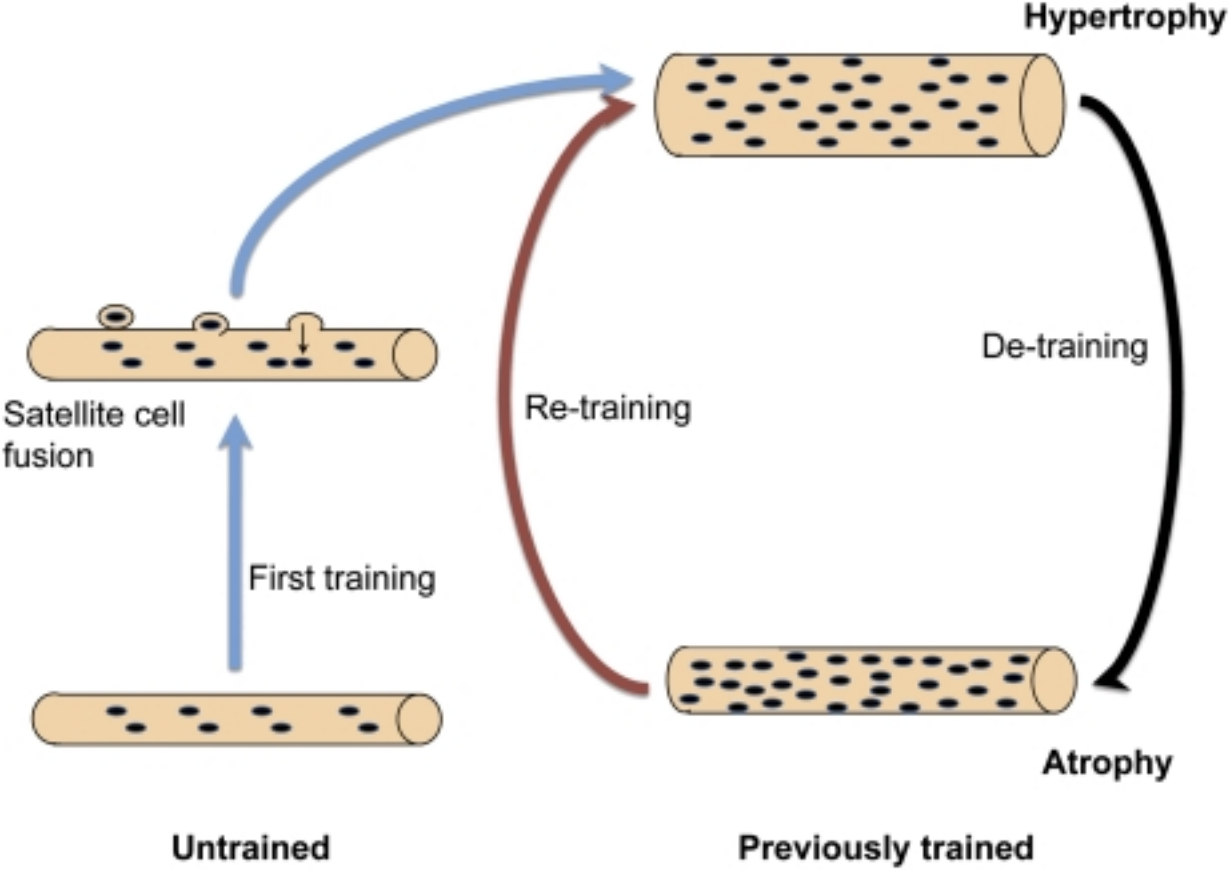 Hypertrophy
De-training
Re-training
Satellite cell
fusion
First training
Atrophy
Untrained
Previously trained